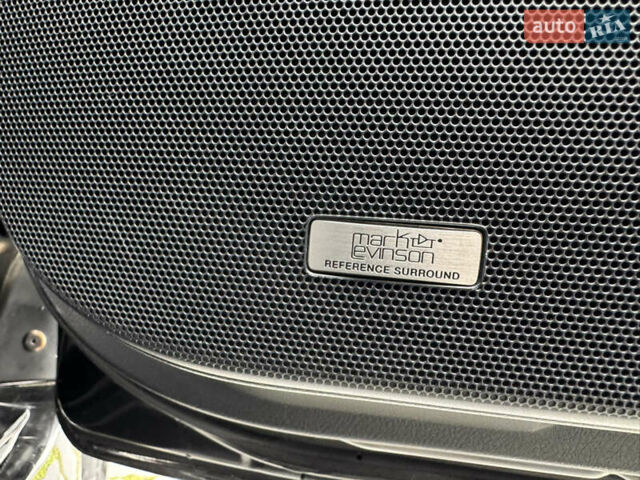 auto RIA
mark
Levinson
REFERENCE SURROUND